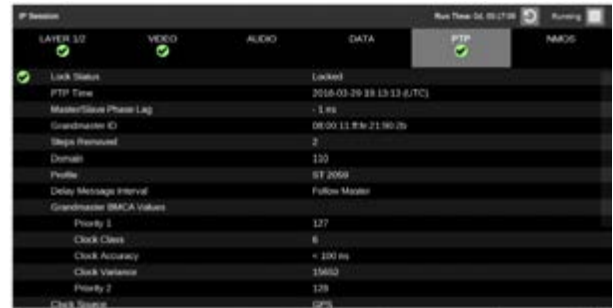 IP Session Run Time: 0d, 05:17:08 Running
LAYER 1/2 VIDEO AUDIO DATA PTP NMOS
Lock Status Locked
PTP Time 2018-03-29 18:13:13 (UTC)
Master/Slave Phase Lag - 1 ns
Grandmaster ID
Steps Removed 2
Domain 110
Profile ST 2059
Delay Message Interval Follow Master
Grandmaster BMCA Values
Priority 1 127
Clock Class 6
Clock Accuracy < 100 ns
Clock Variance 15652
Priority 2 128
Clock Source GPS